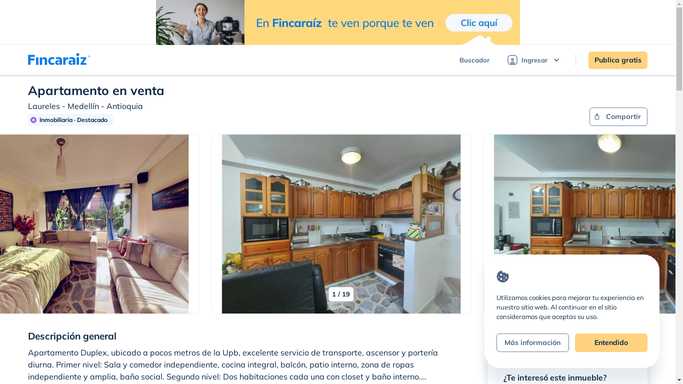 En Fincaraíz te ven porque te ven
Clic aquí
Fıncaraíz
Buscador
Ingresar
Publica gratis
Apartamento en venta
Laureles - Medellín - Antioquia
Inmobiliaria · Destacado
Compartir
1 / 19
Utilizamos cookies para mejorar tu experiencia en
nuestro sitio web. Al continuar en el sitio
consideramos que aceptas su uso.
Más información
Entendido
Descripción general
Apartamento Duplex, ubicado a pocos metros de la Upb, excelente servicio de transporte, ascensor y portería
diurna. Primer nivel: Sala y comedor independiente, cocina integral, balcón, patio interno, zona de ropas
independiente y amplia, baño social. Segundo nivel: Dos habitaciones cada una con closet y baño interno....
¿Te interesó este inmueble?